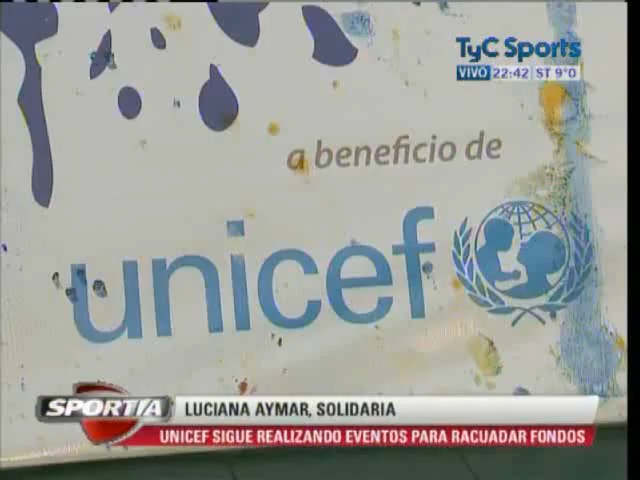 TyC Sports
VIVO 22:42 ST 9°0
a beneficio de
unicef
SPORTIA LUCIANA AYMAR, SOLIDARIA
UNICEF SIGUE REALIZANDO EVENTOS PARA RACUADAR FONDOS